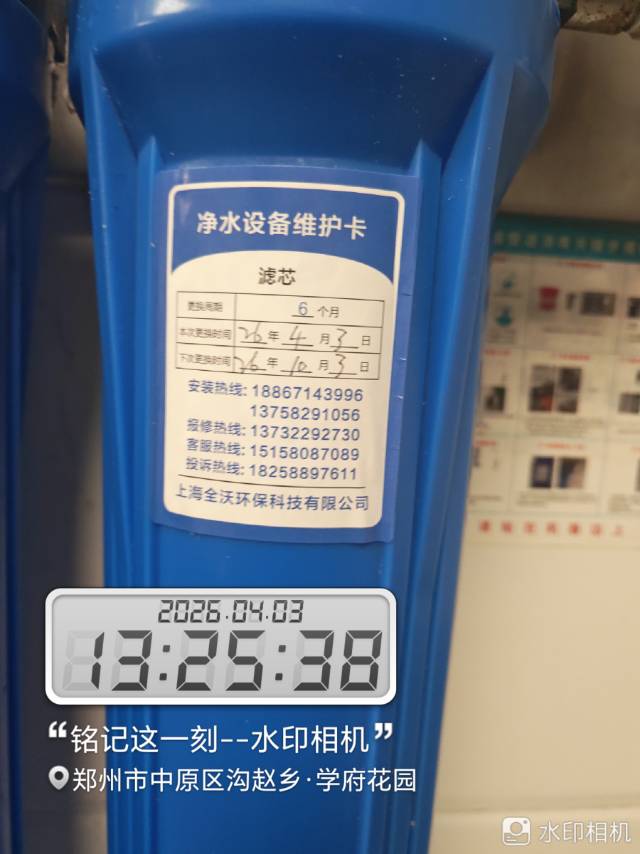 净水设备维护卡
滤芯
更换周期 6 个月
本次更换时间 26 年 4 月 3 日
下次更换时间 26 年 10 月 3 日
安装热线: 18867143996
13758291056
报修热线: 13732292730
客服热线: 15158087089
投诉热线: 18258897611
上海全沃环保科技有限公司
2026.04.03
13:25:38
“铭记这一刻--水印相机”
郑州市中原区沟赵乡·学府花园
水印相机